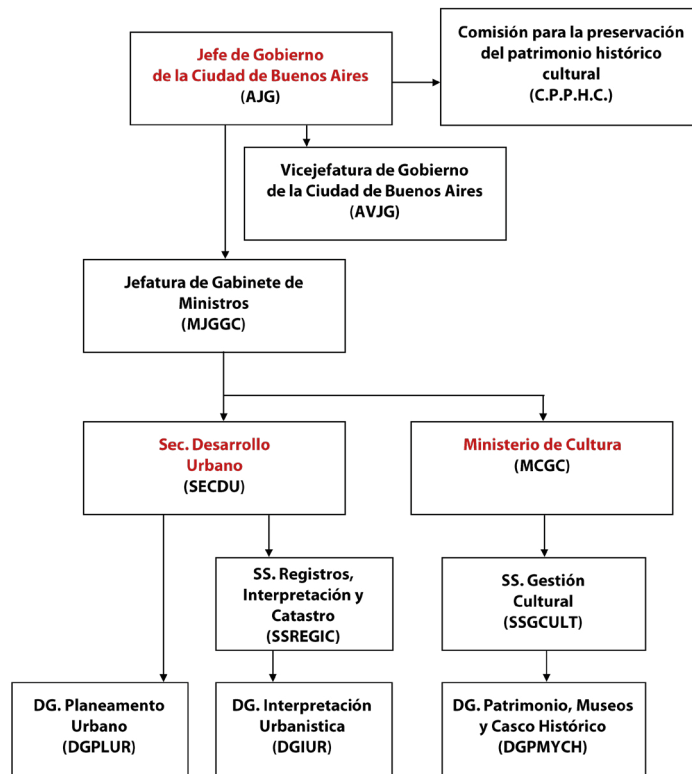 Jefe de Gobierno
de la Ciudad de Buenos Aires
(AJG)
Comisión para la preservación
del patrimonio histórico
cultural
(C.P.P.H.C.)
Vicejefatura de Gobierno
de la Ciudad de Buenos Aires
(AVJG)
Jefatura de Gabinete de
Ministros
(MJGGC)
Sec. Desarrollo
Urbano
(SECDU)
Ministerio de Cultura
(MCGC)
SS. Registros,
Interpretación y
Catastro
(SSREGIC)
SS. Gestión
Cultural
(SSGCULT)
DG. Planeamento
Urbano
(DGPLUR)
DG. Interpretación
Urbanistica
(DGIUR)
DG. Patrimonio, Museos
y Casco Histórico
(DGPMYCH)